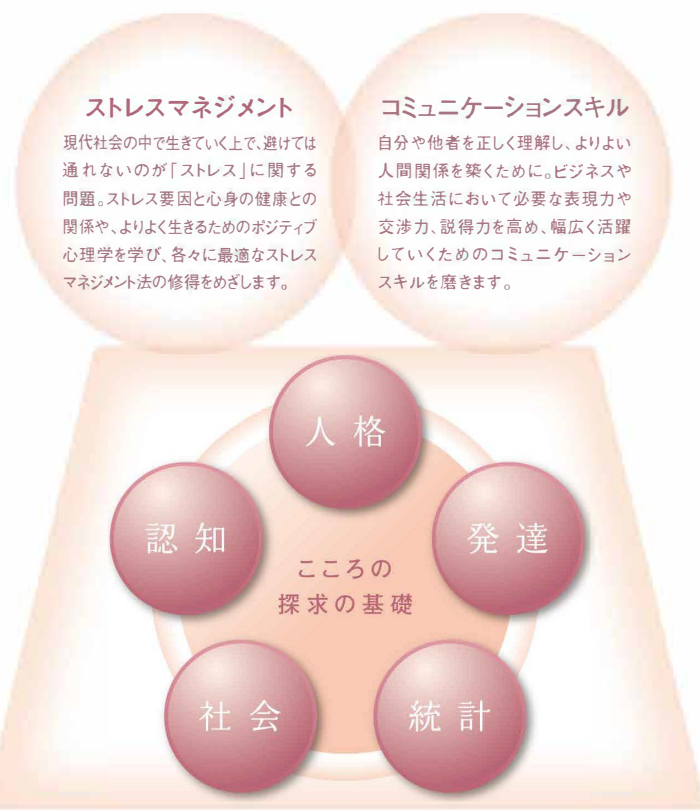 ストレスマネジメント
現代社会の中で生きていく上で、避けては
通れないのが「ストレス」に関する
問題。ストレス要因と心身の健康との
関係や、よりよく生きるためのポジティブ
心理学を学び、各々に最適なストレス
マネジメント法の修得をめざします。
コミュニケーションスキル
自分や他者を正しく理解し、よりよい
人間関係を築くために。ビジネスや
社会生活において必要な表現力や
交渉力、説得力を高め、幅広く活躍
していくためのコミュニケーション
スキルを磨きます。
人格
認知
発達
こころの
探求の基礎
社会
統計